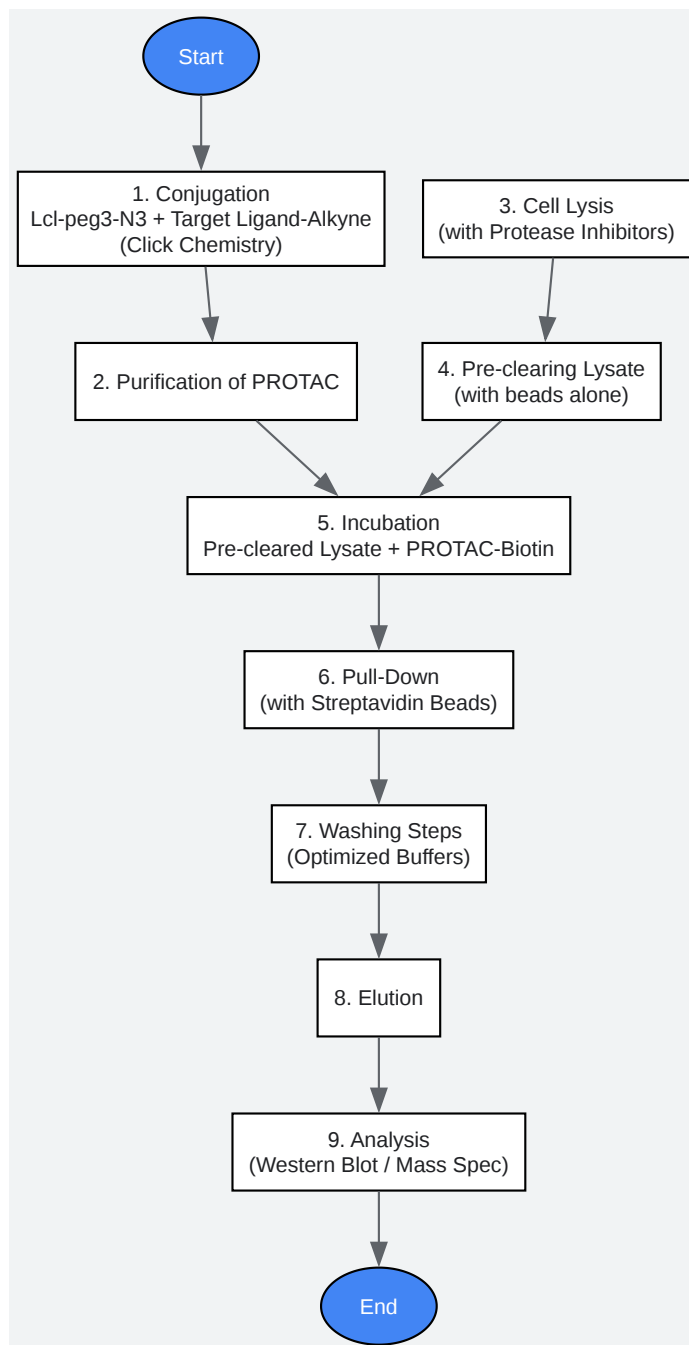 Start
1. Conjugation
Lcl-peg3-N3 + Target Ligand-Alkyne
(Click Chemistry)
3. Cell Lysis
(with Protease Inhibitors)
2. Purification of PROTAC
4. Pre-clearing Lysate
(with beads alone)
5. Incubation
Pre-cleared Lysate + PROTAC-Biotin
6. Pull-Down
(with Streptavidin Beads)
7. Washing Steps
(Optimized Buffers)
8. Elution
9. Analysis
(Western Blot / Mass Spec)
End